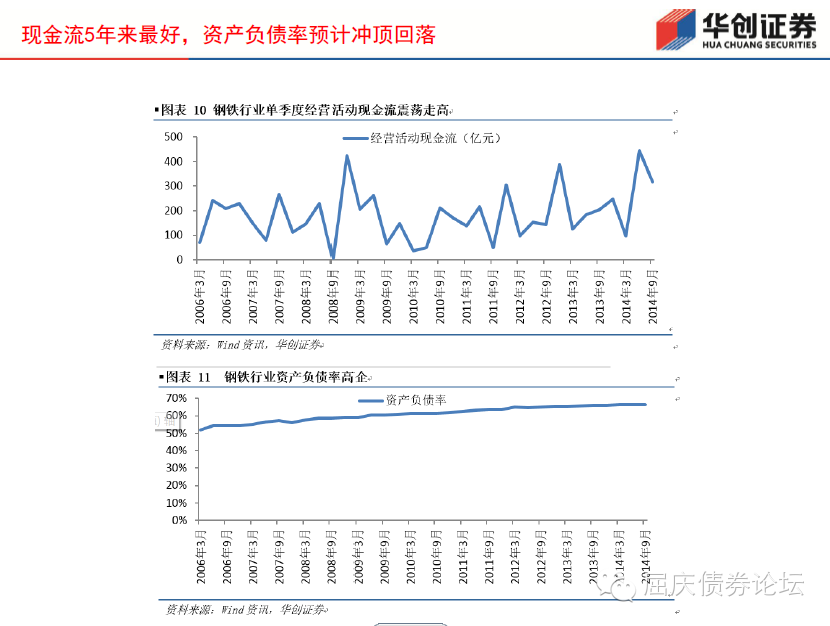 现金流5年来最好，资产负债率预计冲顶回落
华创证券
HUA CHUANG SECURITIES
图表 10 钢铁行业单季度经营活动现金流震荡走高
经营活动现金流（亿元）
500
400
300
200
100
0
2006年3月
2006年9月
2007年3月
2007年9月
2008年3月
2008年9月
2009年3月
2009年9月
2010年3月
2010年9月
2011年3月
2011年9月
2012年3月
2012年9月
2013年3月
2013年9月
2014年3月
2014年9月
资料来源：Wind资讯，华创证券
图表 11 钢铁行业资产负债率高企
资产负债率
70%
60%
50%
40%
30%
20%
10%
0%
2006年3月
2006年9月
2007年3月
2007年9月
2008年3月
2008年9月
2009年3月
2009年9月
2010年3月
2010年9月
2011年3月
2011年9月
2012年3月
2012年9月
2013年3月
2013年9月
2014年3月
2014年9月
屈庆债券论坛
资料来源：Wind资讯，华创证券